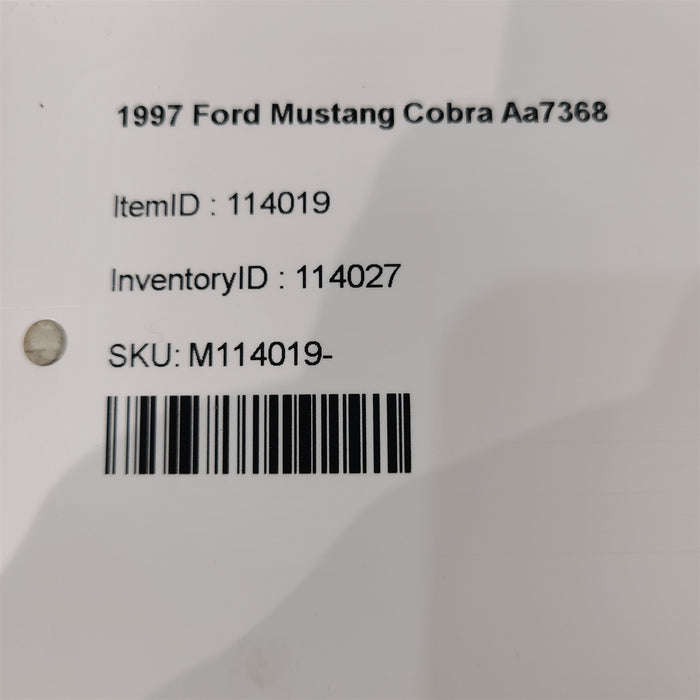 1997 Ford Mustang Cobra Aa7368
ItemID : 114019
InventoryID : 114027
SKU: M114019-